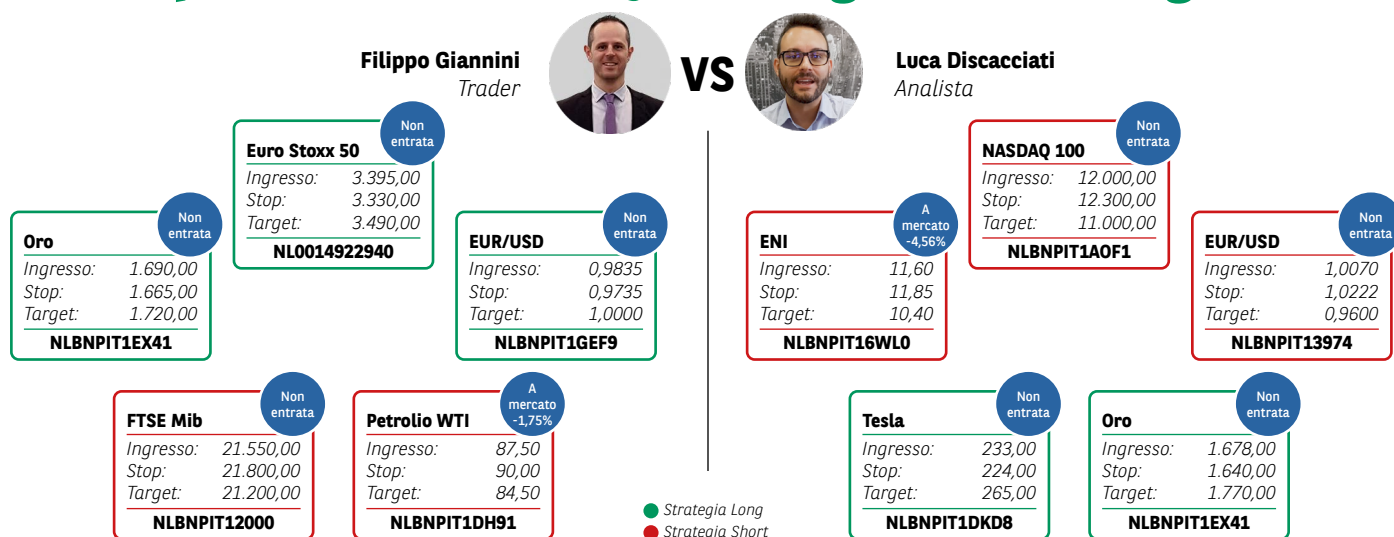 Filippo Giannini
Trader
VS
Luca Discacciati
Analista
Non
entrata
Euro Stoxx 50
Ingresso: 3.395,00
Stop: 3.330,00
Target: 3.490,00
NL0014922940
Non
entrata
Oro
Ingresso: 1.690,00
Stop: 1.665,00
Target: 1.720,00
NLBNPIT1EX41
Non
entrata
EUR/USD
Ingresso: 0,9835
Stop: 0,9735
Target: 1,0000
NLBNPIT1GEF9
Non
entrata
FTSE Mib
Ingresso: 21.550,00
Stop: 21.800,00
Target: 21.200,00
NLBNPIT12000
A
mercato
-1,75%
Petrolio WTI
Ingresso: 87,50
Stop: 90,00
Target: 84,50
NLBNPIT1DH91
Non
entrata
NASDAQ 100
Ingresso: 12.000,00
Stop: 12.300,00
Target: 11.000,00
NLBNPIT1AOF1
A
mercato
-4,56%
ENI
Ingresso: 11,60
Stop: 11,85
Target: 10,40
NLBNPIT16WL0
Non
entrata
EUR/USD
Ingresso: 1,0070
Stop: 1,0222
Target: 0,9600
NLBNPIT13974
Non
entrata
Tesla
Ingresso: 233,00
Stop: 224,00
Target: 265,00
NLBNPIT1DKD8
Non
entrata
Oro
Ingresso: 1.678,00
Stop: 1.640,00
Target: 1.770,00
NLBNPIT1EX41
Strategia Long
Strategia Short